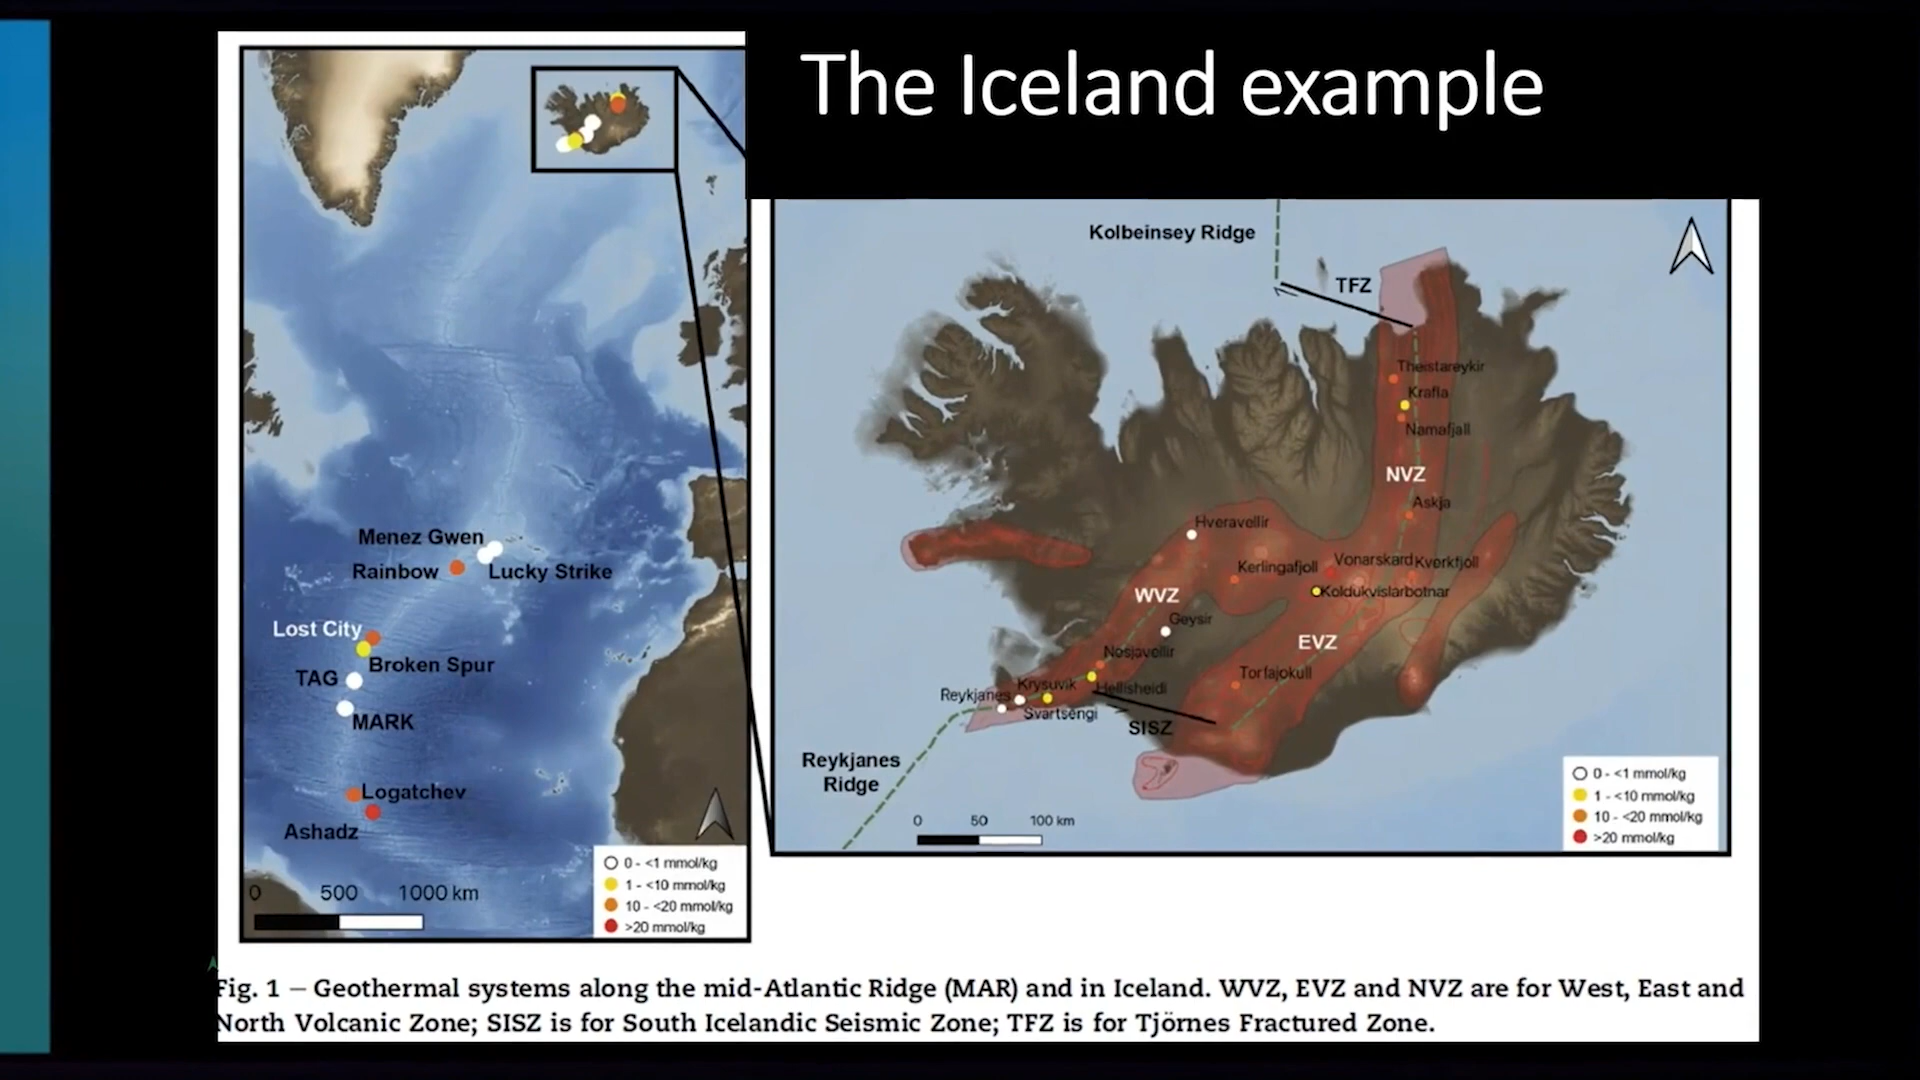 The Iceland example
Menez Gwen
Rainbow
Lucky Strike
Lost City
Broken Spur
TAG
MARK
Logatchev
Ashadz
0 500 1000 km
0 - <1 mmol/kg
1 - <10 mmol/kg
10 - <20 mmol/kg
>20 mmol/kg
Kolbeinsey Ridge
TFZ
Theistareykir
Krafla
Namafjall
NVZ
Askja
Hveravellir
Kerlingafjoll
Vonarskard
Kverkfjoll
Koldukvislarbotnar
WVZ
Geysir
EVZ
Nesjavellir
Torfajokull
Krysuvik
Hellisheidi
Reykjanes
Svartsengi
SISZ
Reykjanes
Ridge
0 50 100 km
0 - <1 mmol/kg
1 - <10 mmol/kg
10 - <20 mmol/kg
>20 mmol/kg
Fig. 1 – Geothermal systems along the mid-Atlantic Ridge (MAR) and in Iceland. WVZ, EVZ and NVZ are for West, East and
North Volcanic Zone; SISZ is for South Icelandic Seismic Zone; TFZ is for Tjörnes Fractured Zone.